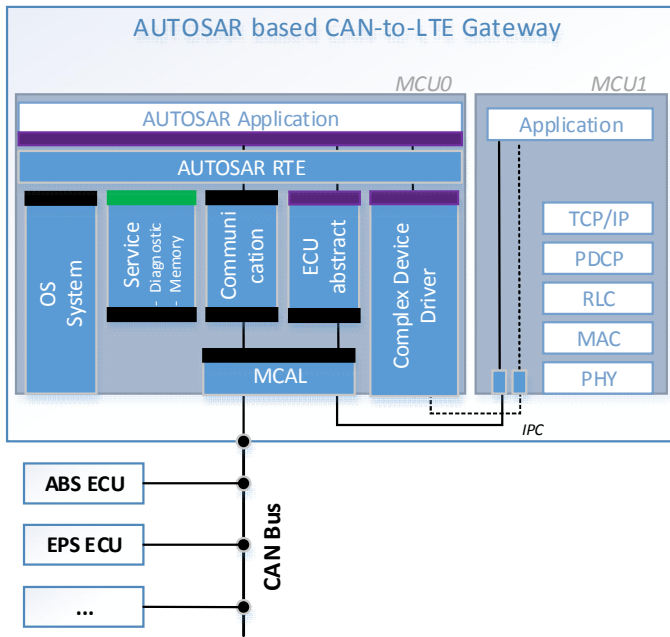 AUTOSAR based CAN-to-LTE Gateway
MCU0
MCU1
AUTOSAR Application
Application
AUTOSAR RTE
OS
System
Service
- Diagnostic
- Memory
Communi
cation
ECU
abstract
Complex Device
Driver
MCAL
TCP/IP
PDCP
RLC
MAC
PHY
IPC
ABS ECU
EPS ECU
...
CAN Bus